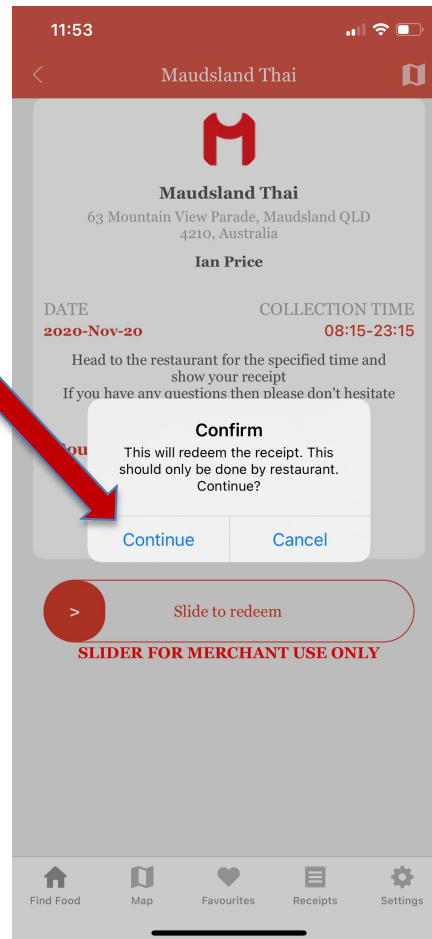 11:53
Maudsland Thai
Maudsland Thai
63 Mountain View Parade, Maudsland QLD
4210, Australia
Ian Price
DATE COLLECTION TIME
2020-Nov-20 08:15-23:15
Head to the restaurant for the specified time and
show your receipt
If you have any questions then please don't hesitate
Confirm
This will redeem the receipt. This
should only be done by restaurant.
Continue?
Continue Cancel
> Slide to redeem
SLIDER FOR MERCHANT USE ONLY
Find Food Map Favourites Receipts Settings